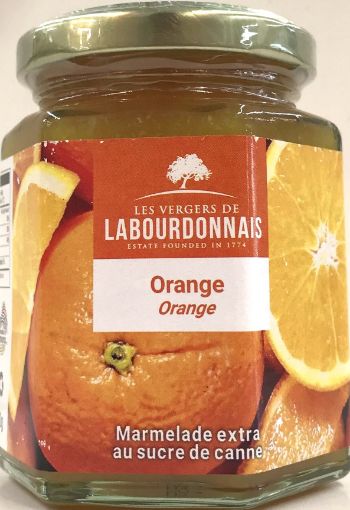 LES VERGERS DE
LABOURDONNAIS
ESTATE FOUNDED IN 1774
Orange
Orange
Marmelade extra
au sucre de canne